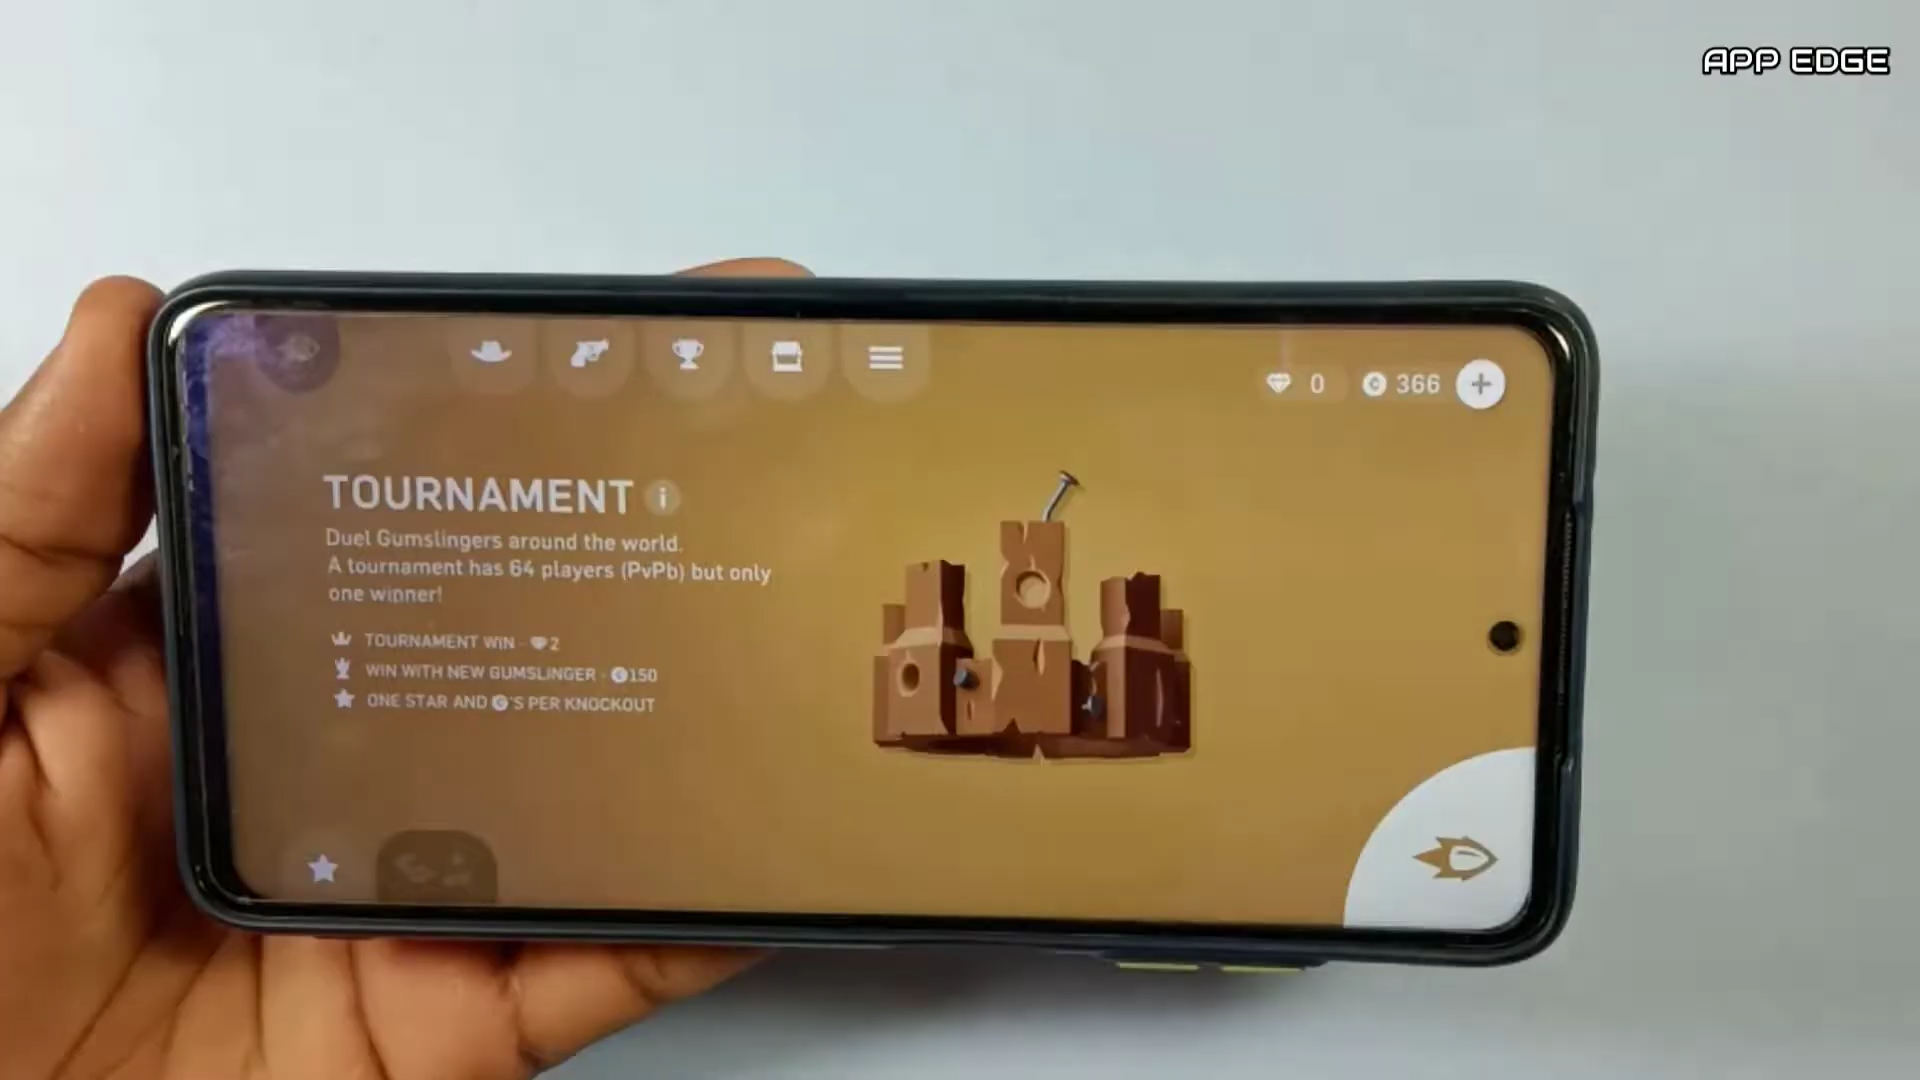 APP EDGE
0
366
TOURNAMENT i
Duel Gumslingers around the world.
A tournament has 64 players (PvPb) but only
one winner!
TOURNAMENT WIN - 2
WIN WITH NEW GUMSLINGER - C150
ONE STAR AND C'S PER KNOCKOUT